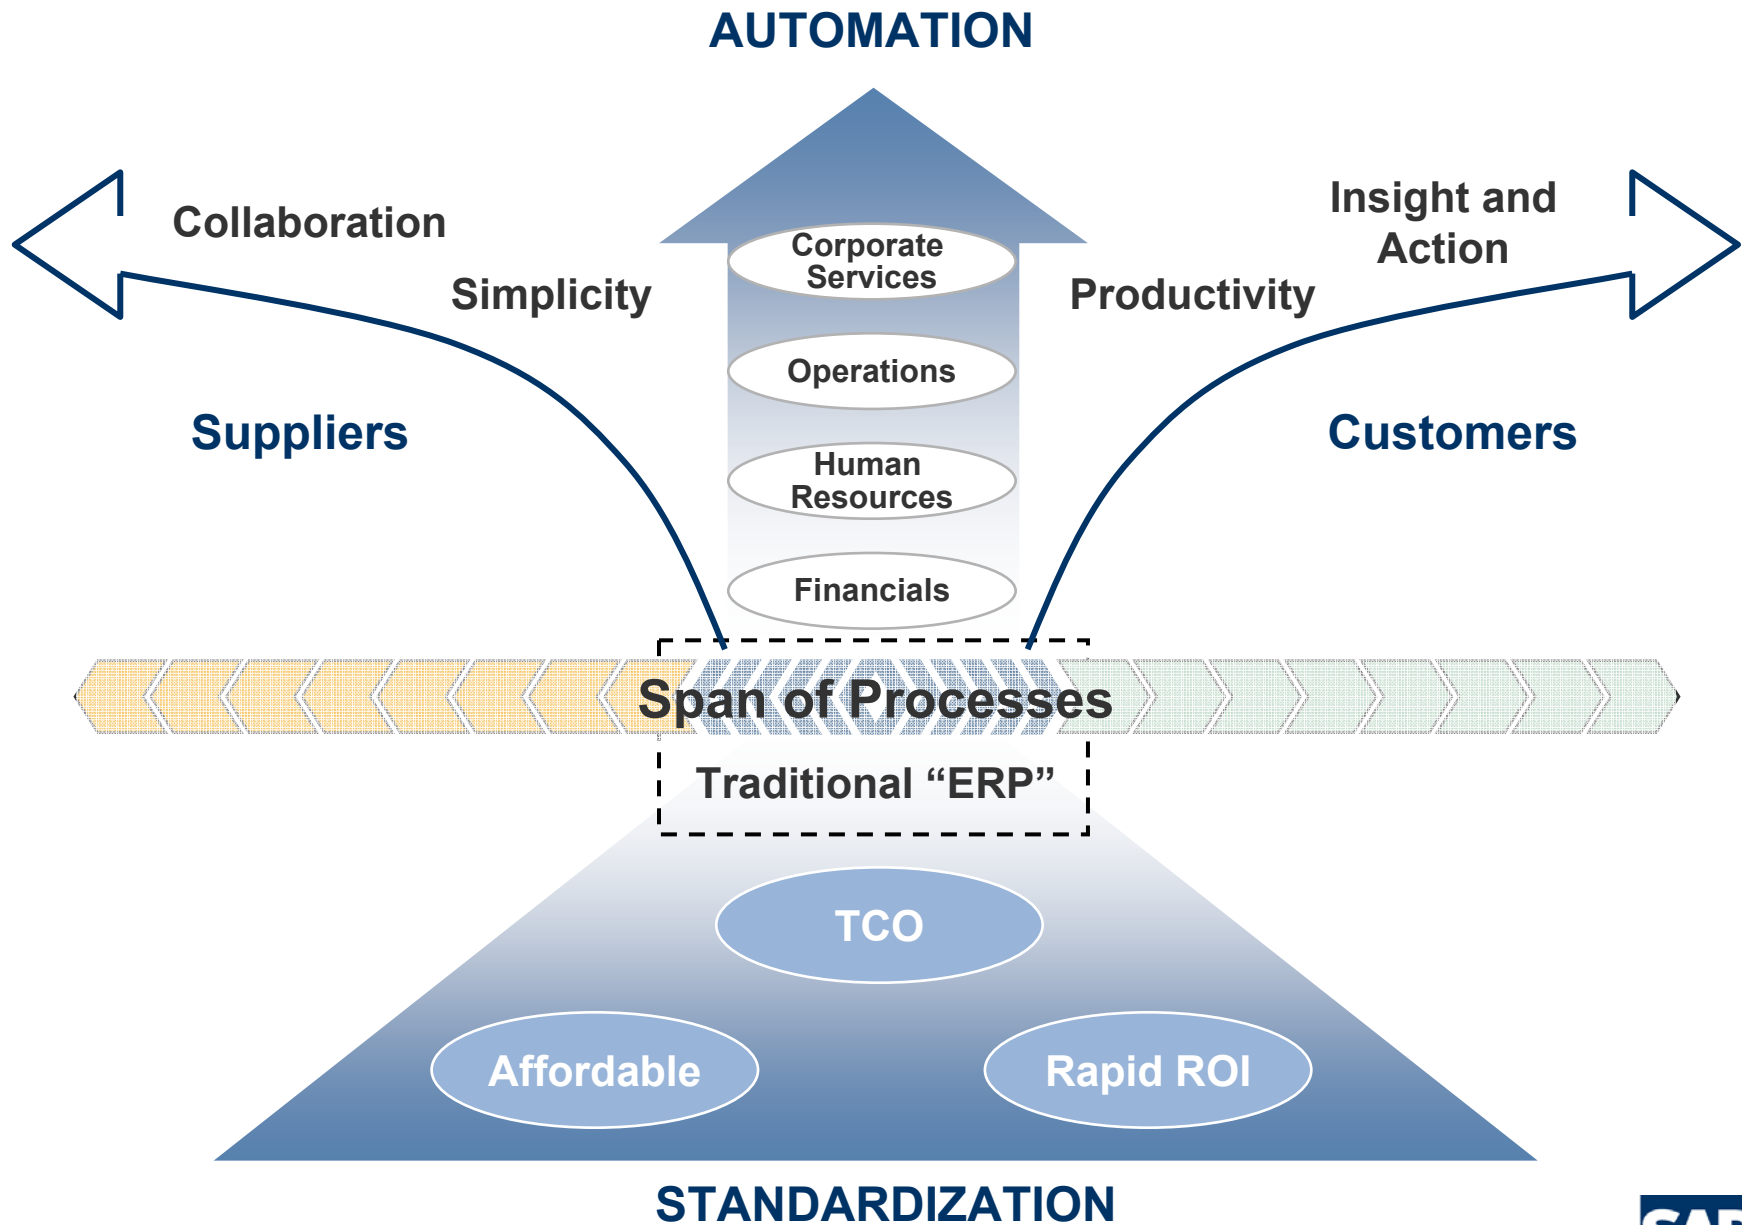 AUTOMATION
Collaboration
Insight and
Action
Simplicity
Corporate
Services
Productivity
Operations
Suppliers
Customers
Human
Resources
Financials
Span of Processes
Traditional “ERP”
TCO
Affordable
Rapid ROI
STANDARDIZATION
SAP